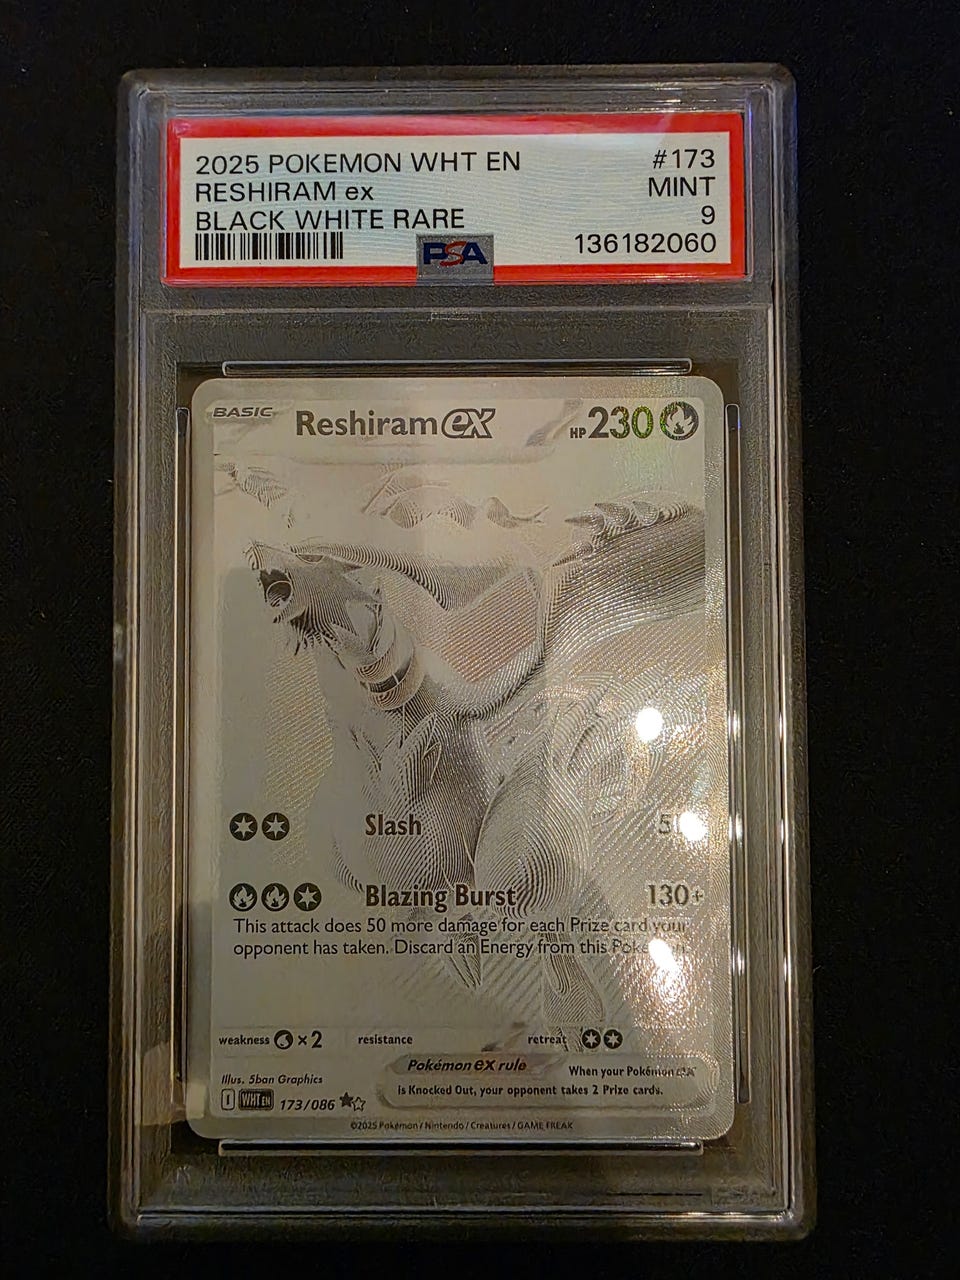 2025 POKEMON WHT EN #173
RESHIRAM ex MINT
BLACK WHITE RARE 9
PSA 136182060
BASIC Reshiram ex HP 230
Slash
Blazing Burst 130+
This attack does 50 more damage for each Prize card your
opponent has taken. Discard an Energy from this
weakness ×2 resistance retreat
Pokémon ex rule When your Pokémon ex
is Knocked Out, your opponent takes 2 Prize cards.
Illus. 5ban Graphics
I WHT EN 173/086
©2025 Pokémon / Nintendo / Creatures / GAME FREAK